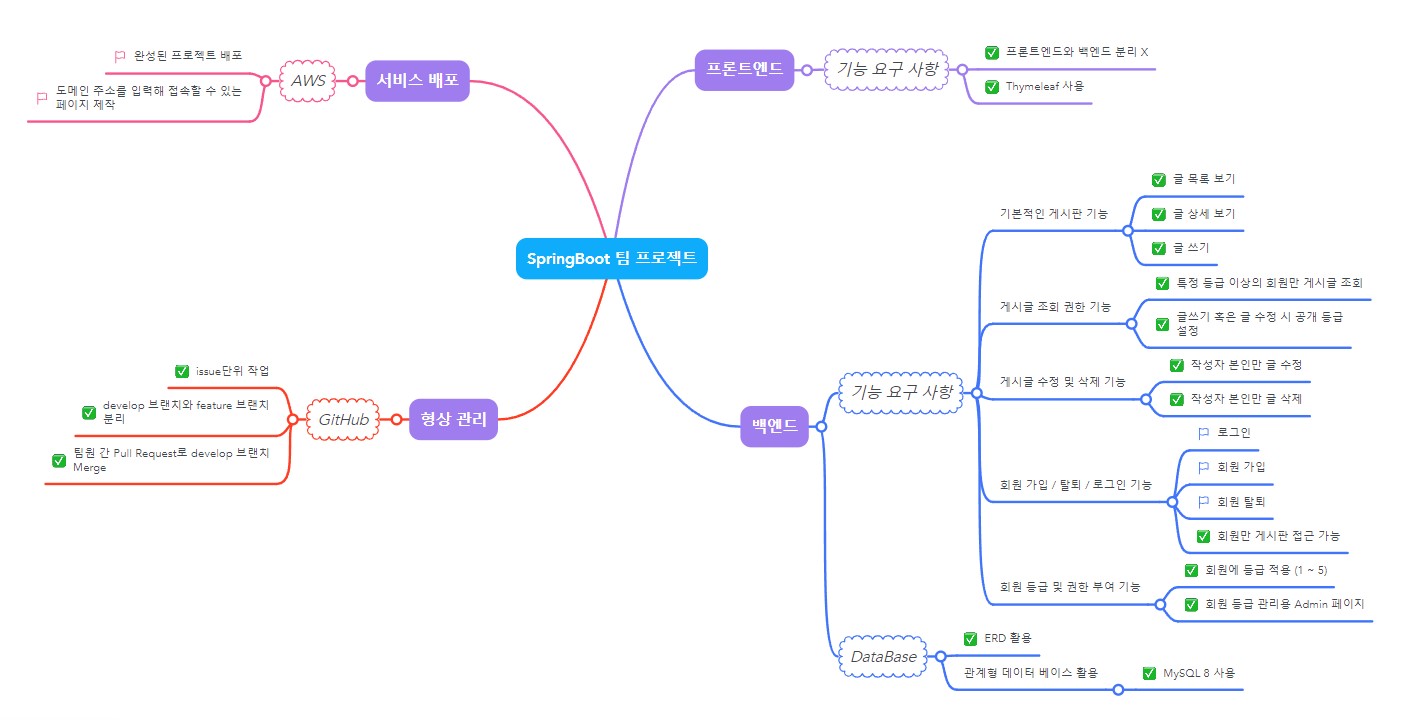 SpringBoot 팀 프로젝트
서비스 배포
AWS
완성된 프로젝트 배포
도메인 주소를 입력해 접속할 수 있는
페이지 제작
프론트엔드
기능 요구 사항
프론트엔드와 백엔드 분리 X
Thymeleaf 사용
형상 관리
GitHub
issue단위 작업
develop 브랜치와 feature 브랜치
분리
팀원 간 Pull Request로 develop 브랜치
Merge
백엔드
기능 요구 사항
기본적인 게시판 기능
글 목록 보기
글 상세 보기
글 쓰기
게시글 조회 권한 기능
특정 등급 이상의 회원만 게시글 조회
글쓰기 혹은 글 수정 시 공개 등급
설정
게시글 수정 및 삭제 기능
작성자 본인만 글 수정
작성자 본인만 글 삭제
회원 가입 / 탈퇴 / 로그인 기능
로그인
회원 가입
회원 탈퇴
회원만 게시판 접근 가능
회원 등급 및 권한 부여 기능
회원에 등급 적용 (1 ~ 5)
회원 등급 관리용 Admin 페이지
DataBase
ERD 활용
관계형 데이터 베이스 활용
MySQL 8 사용